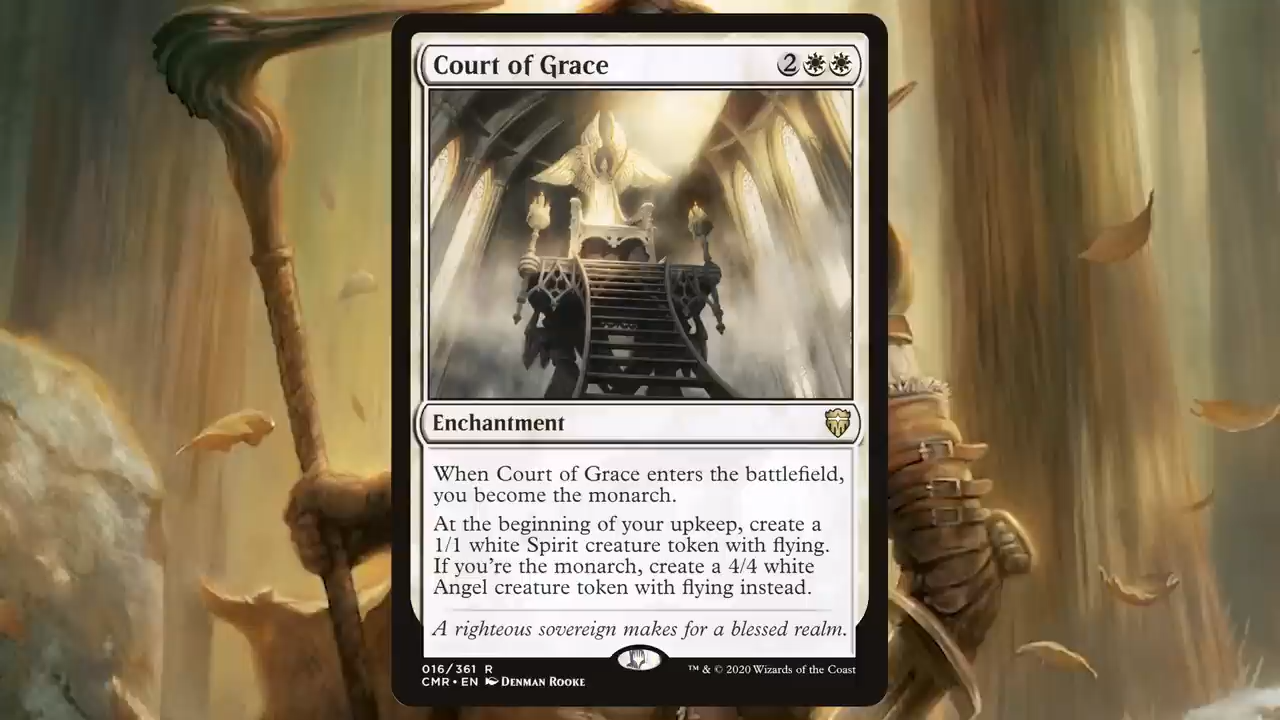 Court of Grace 2
Enchantment
When Court of Grace enters the battlefield,
you become the monarch.
At the beginning of your upkeep, create a
1/1 white Spirit creature token with flying.
If you're the monarch, create a 4/4 white
Angel creature token with flying instead.
A righteous sovereign makes for a blessed realm.
016/361 R
CMR • EN DENMAN ROOKE
™ & © 2020 Wizards of the Coast